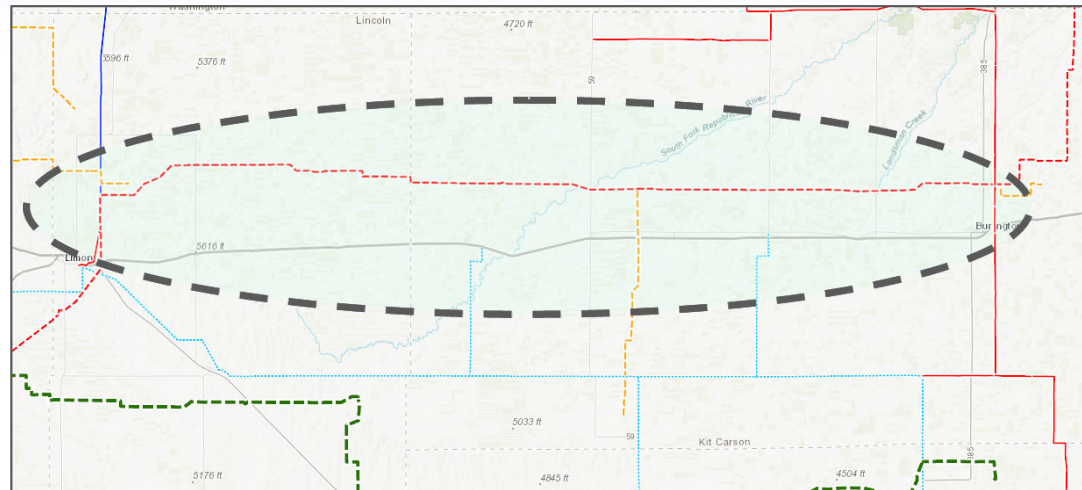 Washington
Lincoln
4720 ft
5596 ft
5376 ft
385
59
South Fork Republican River
Landsman Creek
5616 ft
Limon
Burlington
5033 ft
59
Kit Carson
385
5176 ft
4845 ft
4504 ft